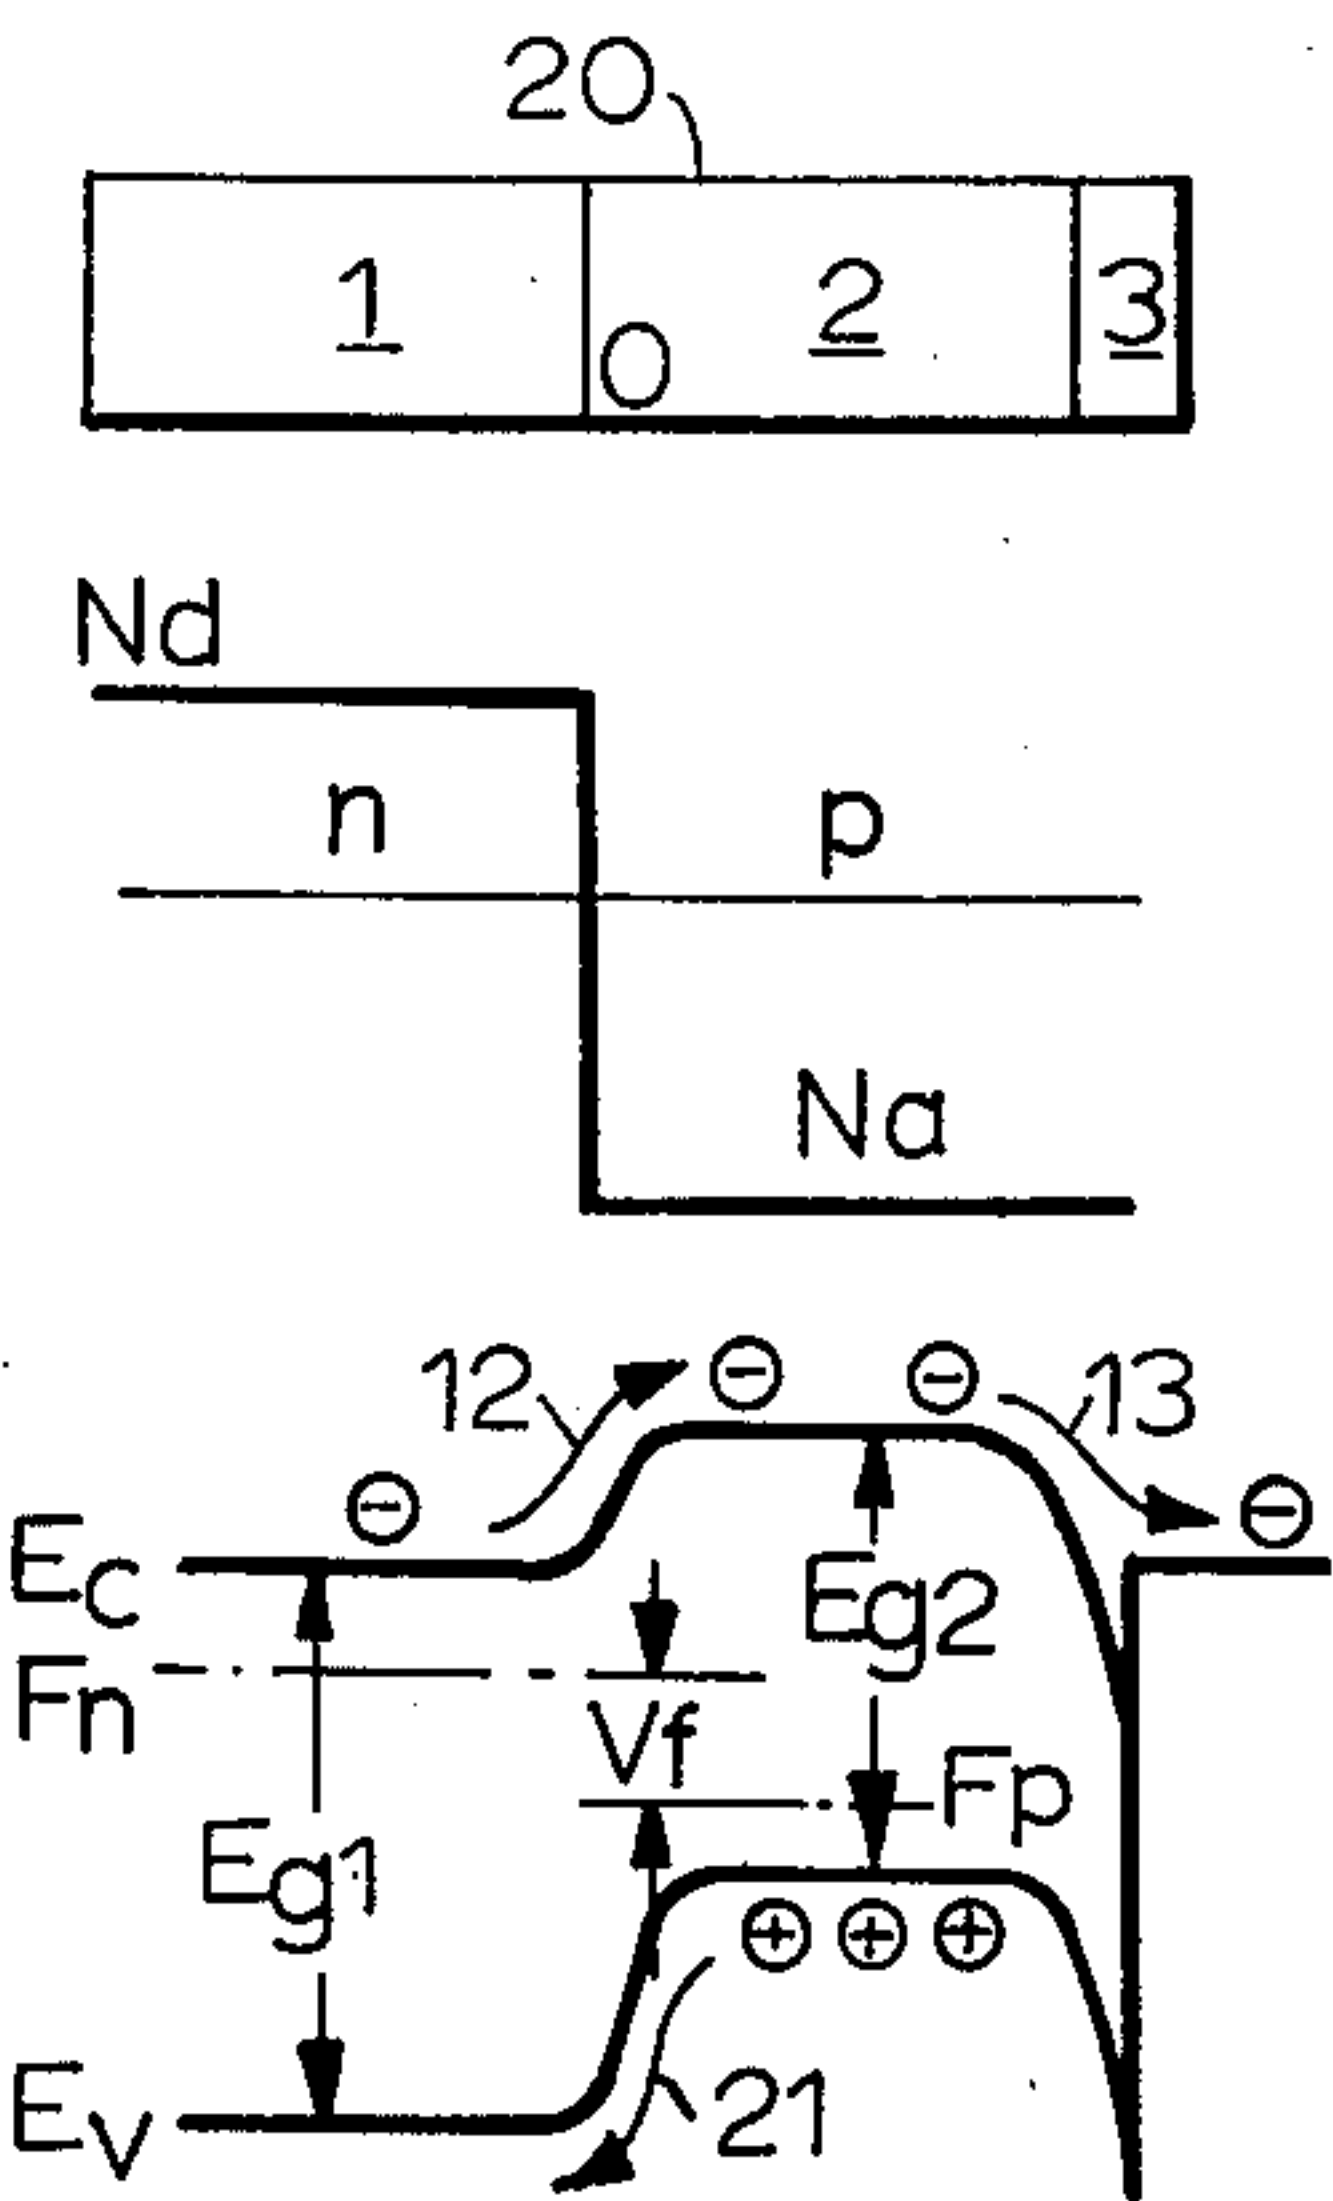 20
1 2 3
0
Nd
n p
Na
12 ⊖ ⊖ 13
⊖ ⊖
Ec
Eg2
Fn
Vf
Fp
Eg1
⊕ ⊕ ⊕
21
Ev